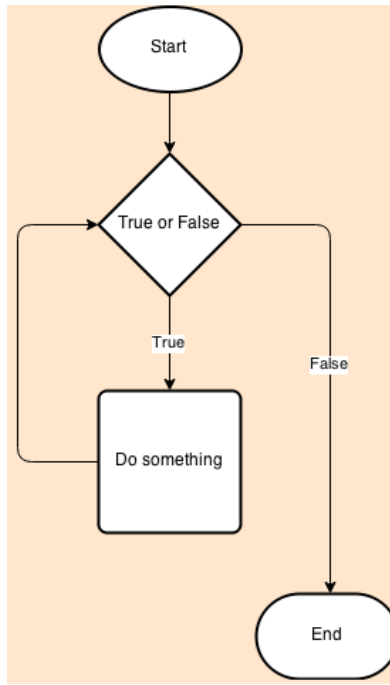 Start
True or False
True
False
Do something
End